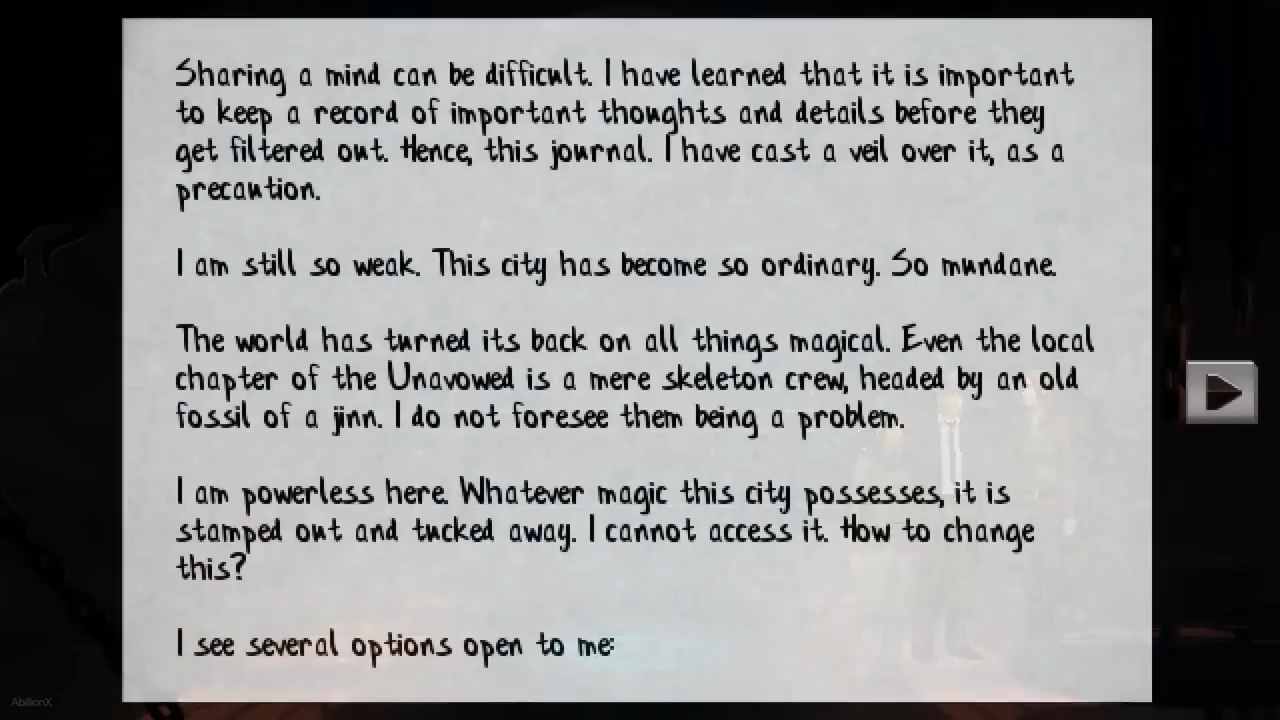 Sharing a mind can be difficult. I have learned that it is important
to keep a record of important thoughts and details before they
get filtered out. Hence, this journal. I have cast a veil over it, as a
precaution.
I am still so weak. This city has become so ordinary. So mundane.
The world has turned its back on all things magical. Even the local
chapter of the Unavowed is a mere skeleton crew, headed by an old
fossil of a jinn. I do not foresee them being a problem.
I am powerless here. Whatever magic this city possesses, it is
stamped out and tucked away. I cannot access it. How to change
this?
I see several options open to me:
AbillionX